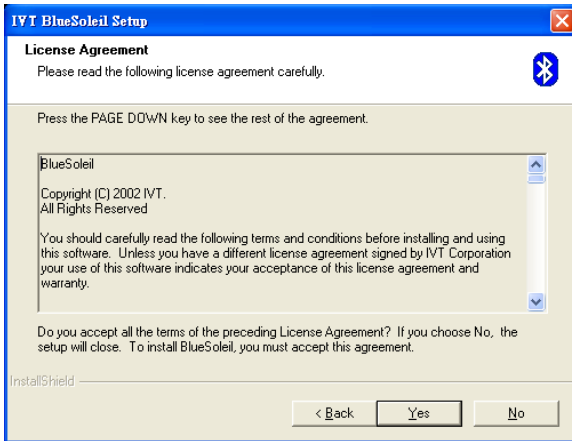 IVT BlueSoleil Setup
License Agreement
Please read the following license agreement carefully.
Press the PAGE DOWN key to see the rest of the agreement.
BlueSoleil
Copyright (C) 2002 IVT.
All Rights Reserved
You should carefully read the following terms and conditions before installing and using
this software. Unless you have a different license agreement signed by IVT Corporation
your use of this software indicates your acceptance of this license agreement and
warranty.
Do you accept all the terms of the preceding License Agreement? If you choose No, the
setup will close. To install BlueSoleil, you must accept this agreement.
InstallShield
< Back Yes No